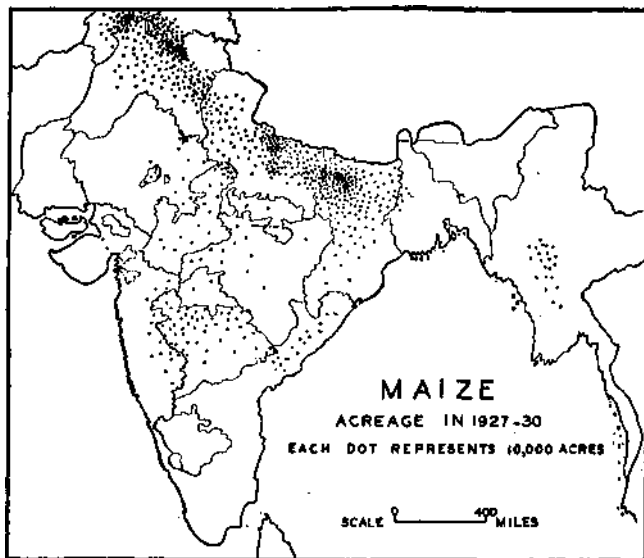 MAIZE
ACREAGE IN 1927-30
EACH DOT REPRESENTS 10,000 ACRES
0 400
SCALE MILES